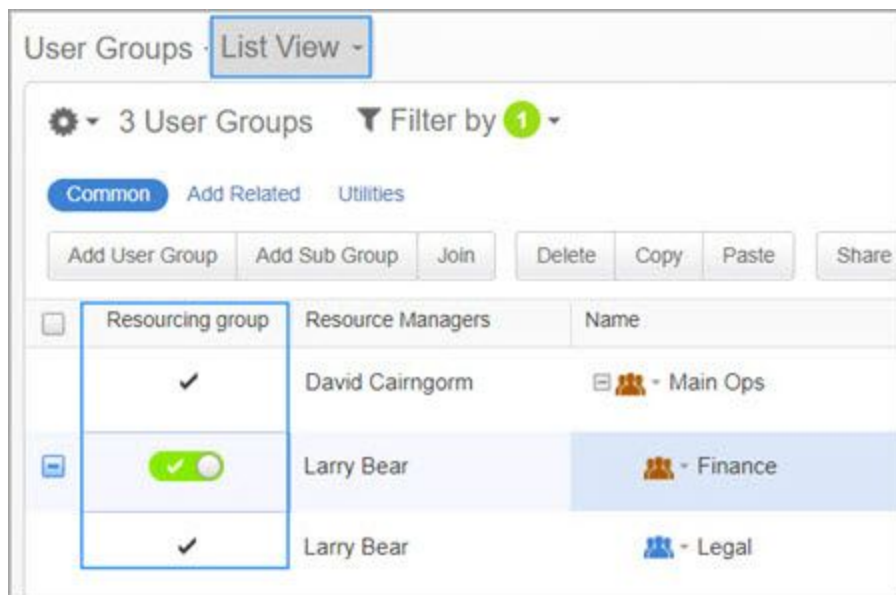 User Groups · List View
3 User Groups Filter by 1
Common Add Related Utilities
Add User Group Add Sub Group Join Delete Copy Paste Share
Resourcing group Resource Managers Name
David Cairngorm Main Ops
Larry Bear Finance
Larry Bear Legal